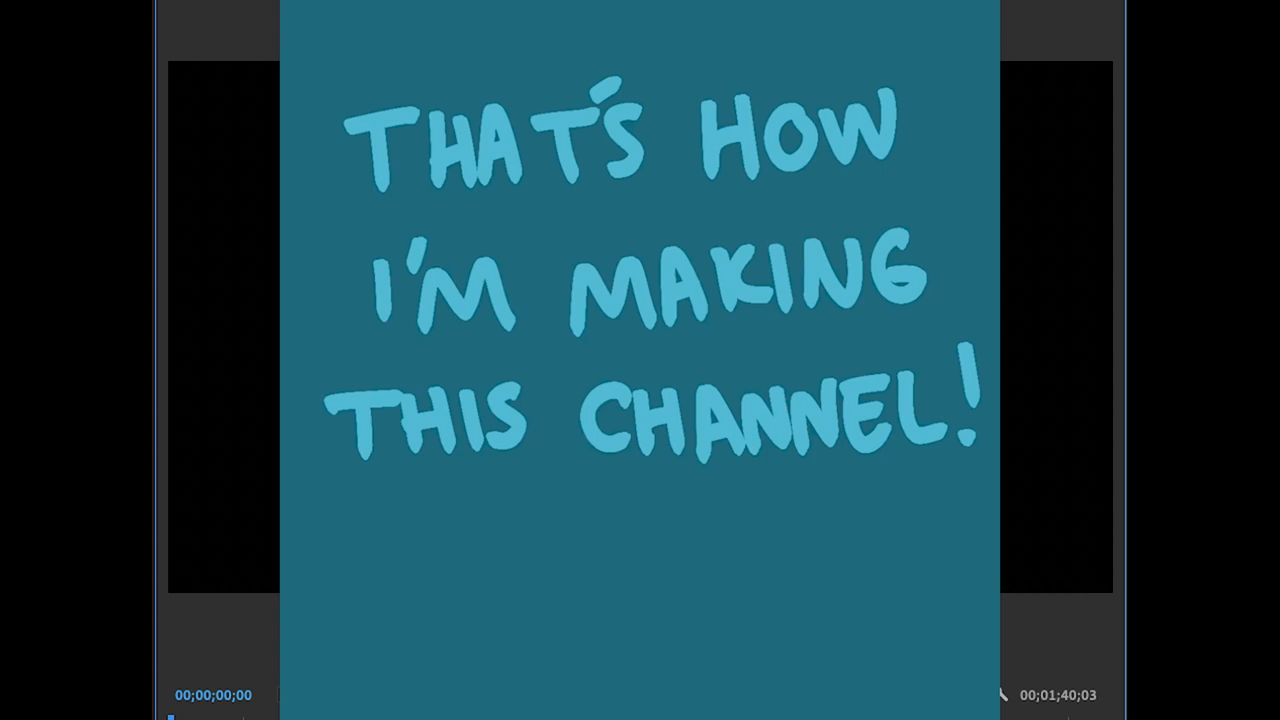 THAT'S HOW
I'M MAKING
THIS CHANNEL!
00;00;00;00
00;01;40;03